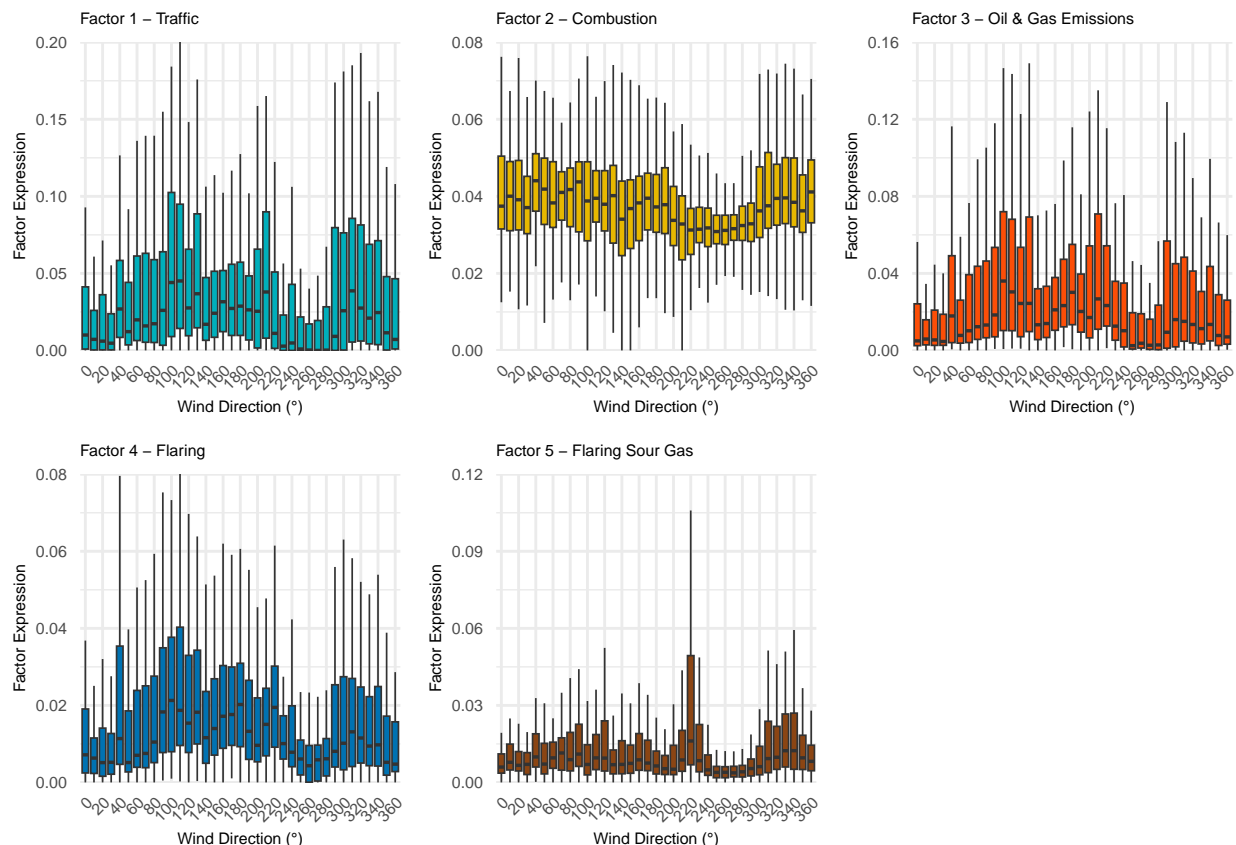 Factor 1 – Traffic
0.20
0.15
0.10
0.05
0.00
Factor Expression
0 20 40 60 80 100 120 140 160 180 200 220 240 260 280 300 320 340 360
Wind Direction (°)
Factor 2 – Combustion
0.08
0.06
0.04
0.02
0.00
Factor Expression
0 20 40 60 80 100 120 140 160 180 200 220 240 260 280 300 320 340 360
Wind Direction (°)
Factor 3 – Oil & Gas Emissions
0.16
0.12
0.08
0.04
0.00
Factor Expression
0 20 40 60 80 100 120 140 160 180 200 220 240 260 280 300 320 340 360
Wind Direction (°)
Factor 4 – Flaring
0.08
0.06
0.04
0.02
0.00
Factor Expression
0 20 40 60 80 100 120 140 160 180 200 220 240 260 280 300 320 340 360
Wind Direction (°)
Factor 5 – Flaring Sour Gas
0.12
0.09
0.06
0.03
0.00
Factor Expression
0 20 40 60 80 100 120 140 160 180 200 220 240 260 280 300 320 340 360
Wind Direction (°)